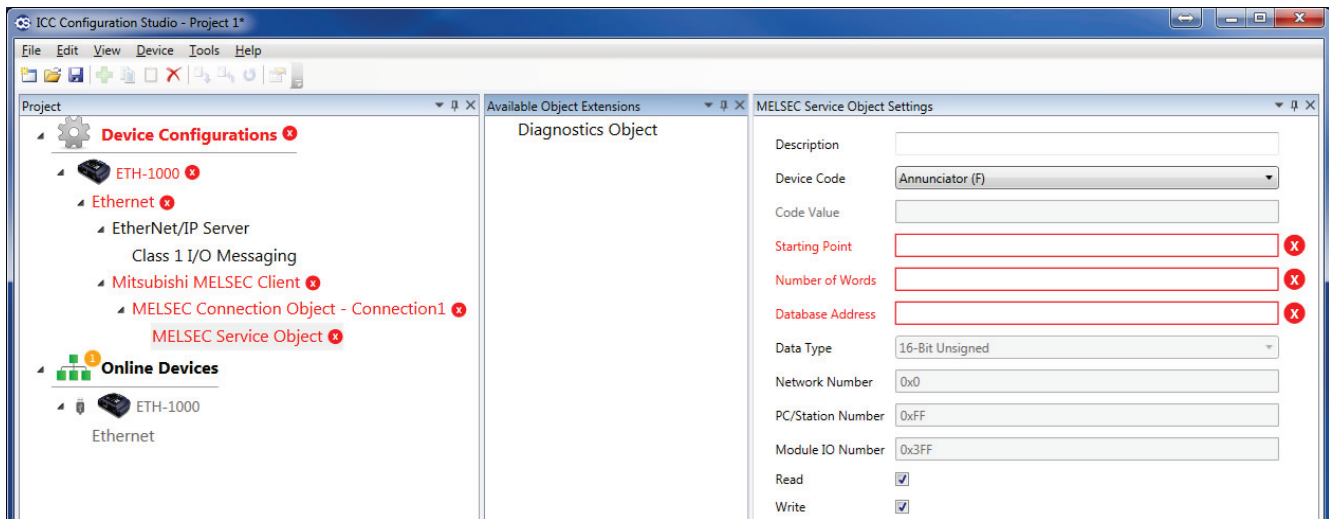 ICC Configuration Studio - Project 1*
File Edit View Device Tools Help
Project
Device Configurations
ETH-1000
Ethernet
EtherNet/IP Server
Class 1 I/O Messaging
Mitsubishi MELSEC Client
MELSEC Connection Object - Connection1
MELSEC Service Object
1
Online Devices
ETH-1000
Ethernet
Available Object Extensions
Diagnostics Object
MELSEC Service Object Settings
Description
Device Code Annunciator (F)
Code Value
Starting Point
Number of Words
Database Address
Data Type 16-Bit Unsigned
Network Number 0x0
PC/Station Number 0xFF
Module IO Number 0x3FF
Read
Write